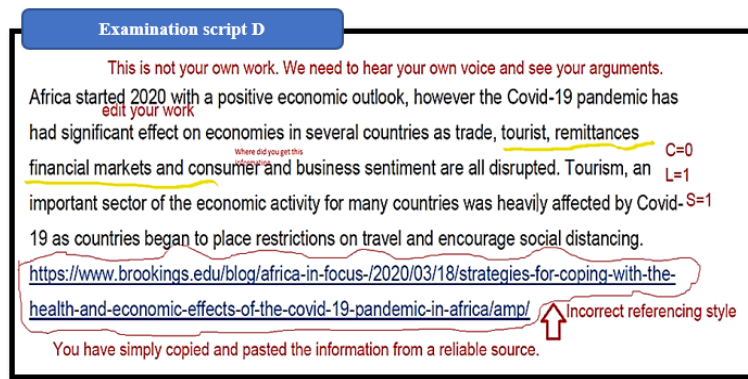 Examination script D
This is not your own work. We need to hear your own voice and see your arguments.
Africa started 2020 with a positive economic outlook, however the Covid-19 pandemic has
edit your work
had significant effect on economies in several countries as trade, tourist, remittances
Where did you get this
information
C=0
financial markets and consumer and business sentiment are all disrupted. Tourism, an
L=1
important sector of the economic activity for many countries was heavily affected by Covid-
S=1
19 as countries began to place restrictions on travel and encourage social distancing.
https://www.brookings.edu/blog/africa-in-focus-/2020/03/18/strategies-for-coping-with-the-
health-and-economic-effects-of-the-covid-19-pandemic-in-africa/amp/
Incorrect referencing style
You have simply copied and pasted the information from a reliable source.